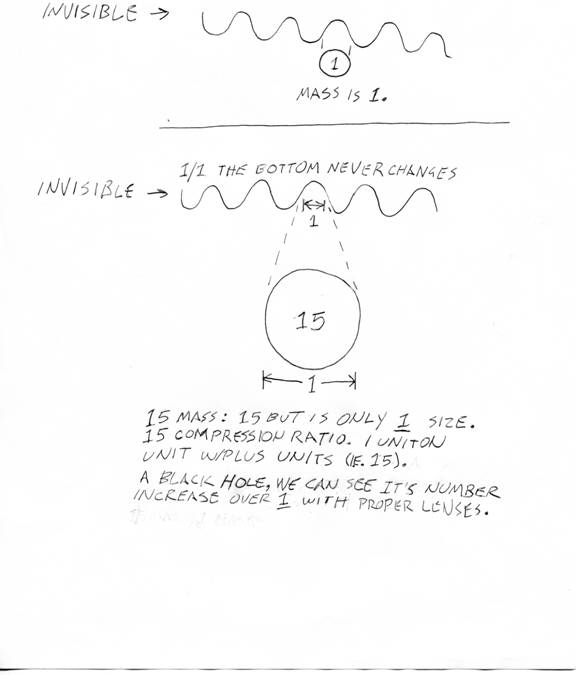 INVISIBLE →
1
MASS IS 1.
1/1 THE BOTTOM NEVER CHANGES
INVISIBLE →
1
15
1
15 MASS: 15 BUT IS ONLY 1 SIZE.
15 COMPRESSION RATIO. 1 UNITON
UNIT W/PLUS UNITS (IE. 15).
A BLACK HOLE, WE CAN SEE IT'S NUMBER
INCREASE OVER 1 WITH PROPER LENSES.